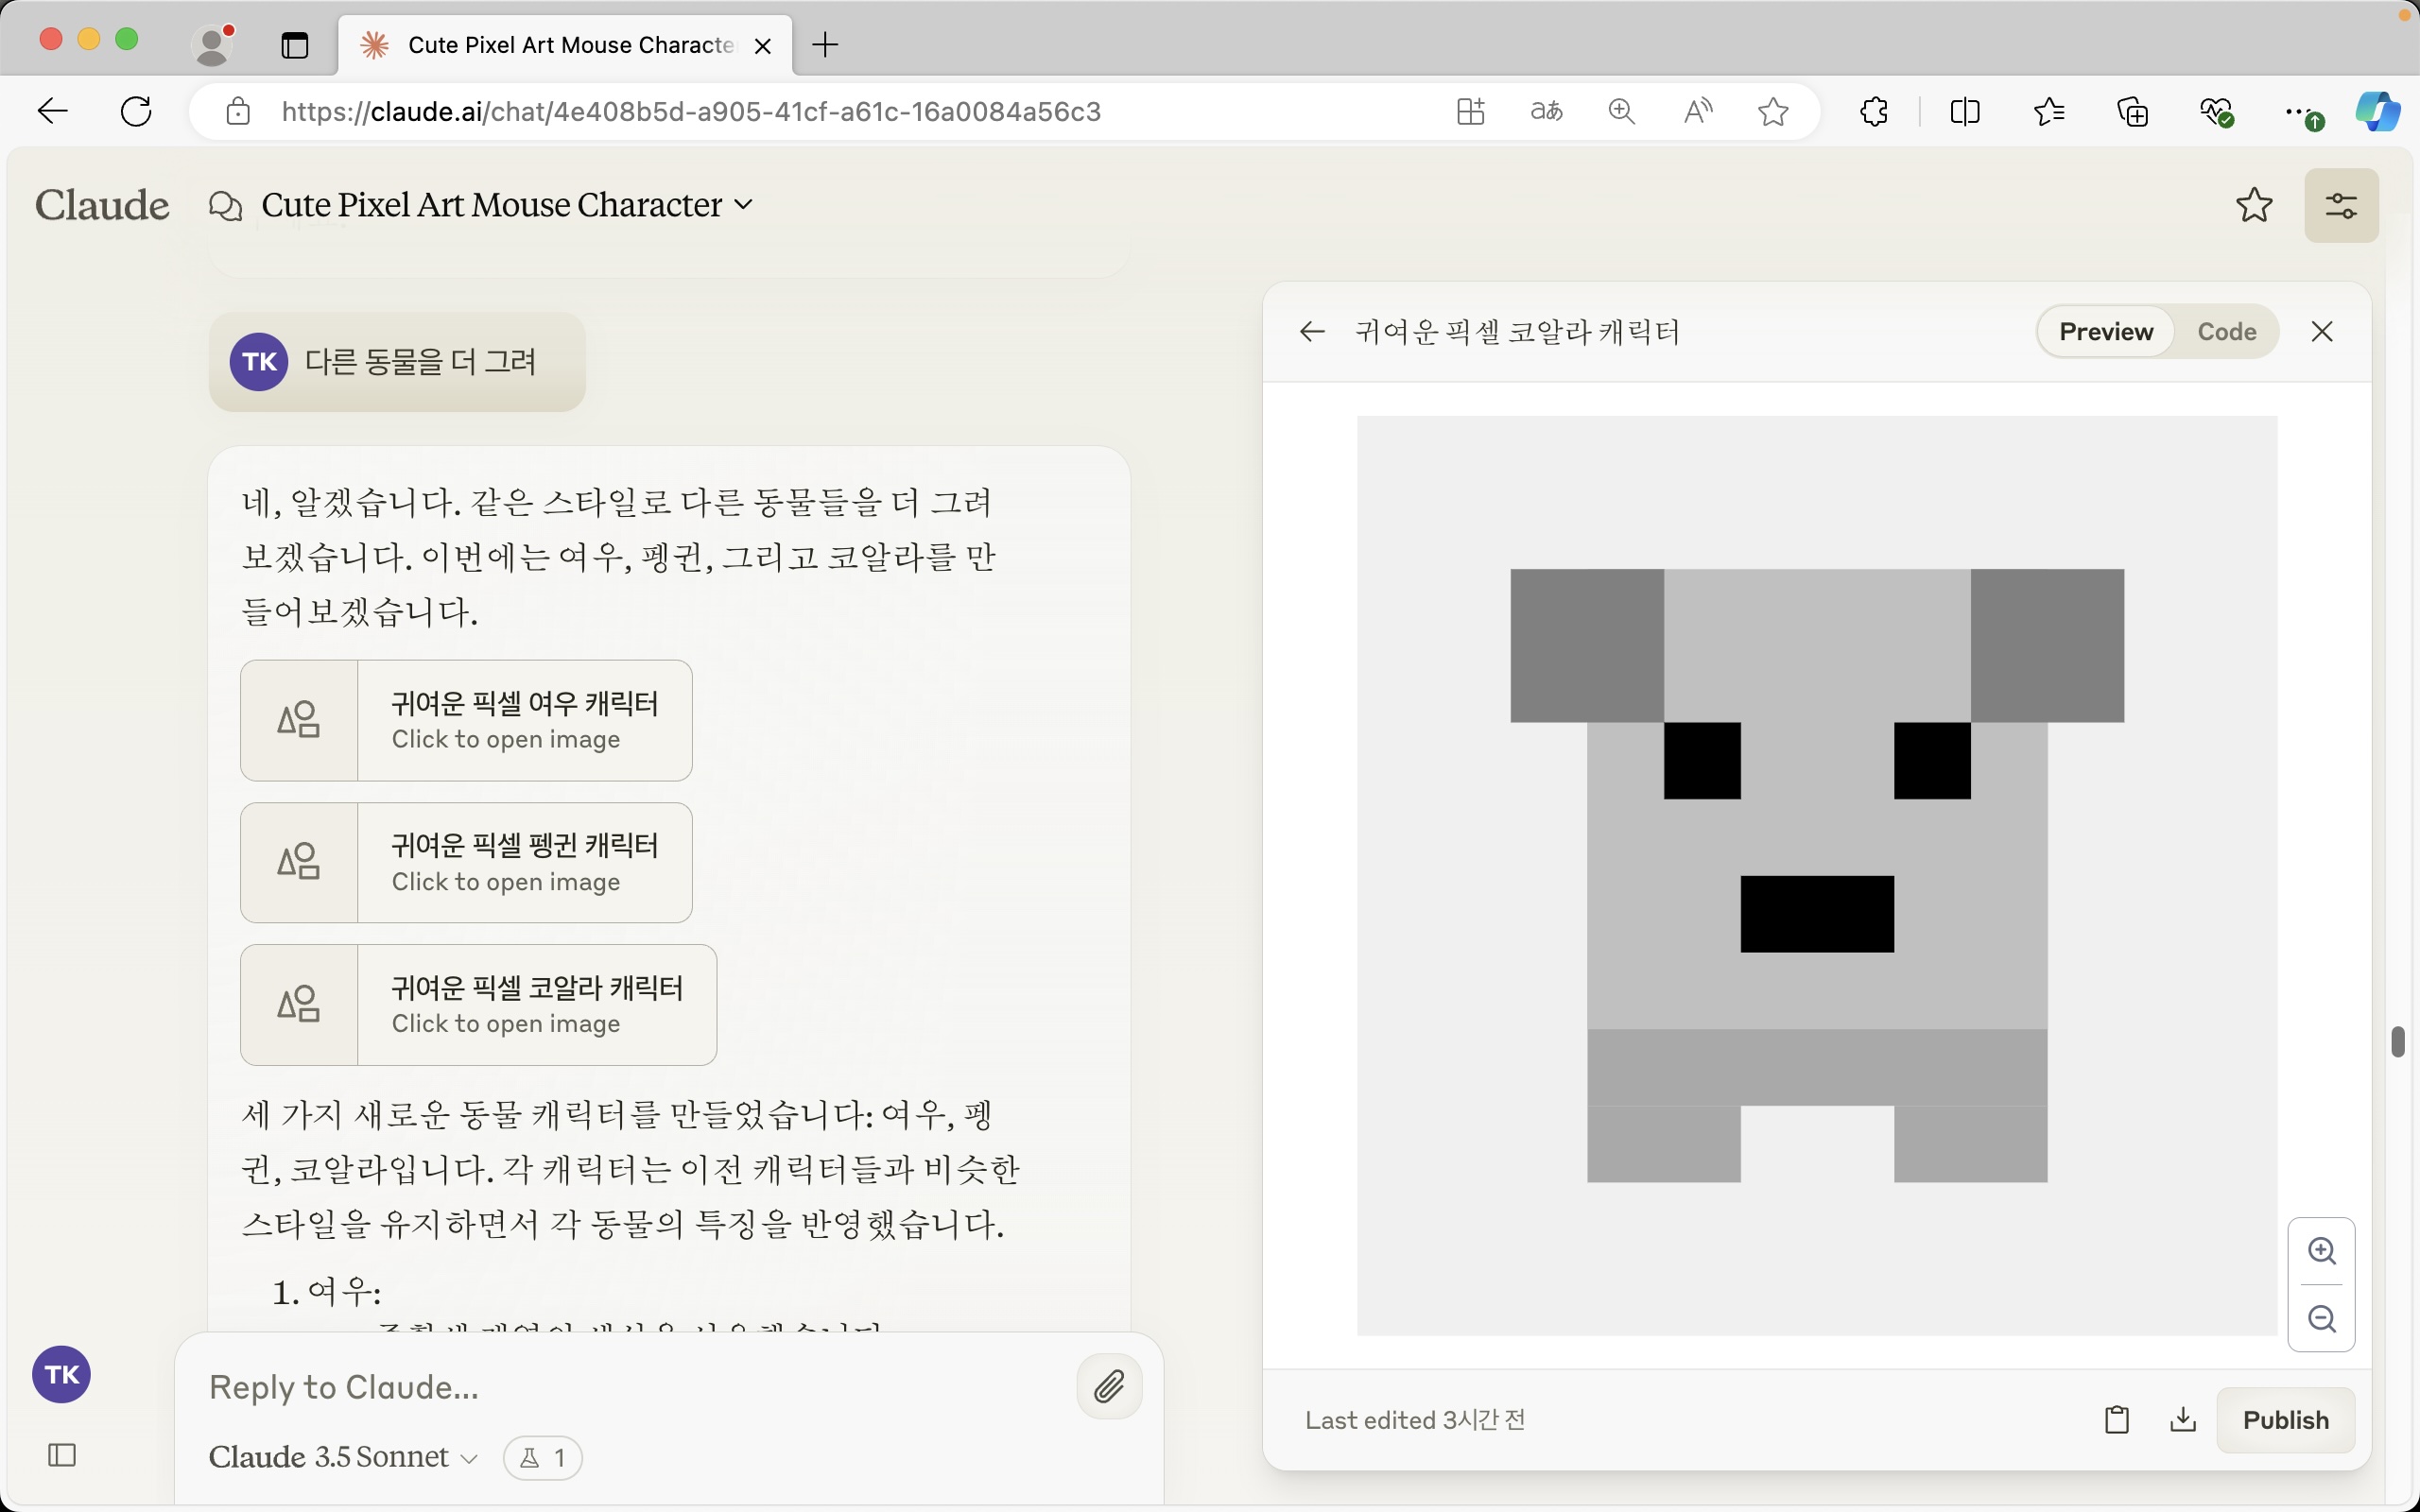 Cute Pixel Art Mouse Characte
https://claude.ai/chat/4e408b5d-a905-41cf-a61c-16a0084a56c3
aあ
Claude
Cute Pixel Art Mouse Character
TK
다른 동물을 더 그려
네, 알겠습니다. 같은 스타일로 다른 동물들을 더 그려
보겠습니다. 이번에는 여우, 펭귄, 그리고 코알라를 만
들어보겠습니다.
귀여운 픽셀 여우 캐릭터
Click to open image
귀여운 픽셀 펭귄 캐릭터
Click to open image
귀여운 픽셀 코알라 캐릭터
Click to open image
세 가지 새로운 동물 캐릭터를 만들었습니다: 여우, 펭
귄, 코알라입니다. 각 캐릭터는 이전 캐릭터들과 비슷한
스타일을 유지하면서 각 동물의 특징을 반영했습니다.
1. 여우:
TK
Reply to Claude...
Claude 3.5 Sonnet
1
귀여운 픽셀 코알라 캐릭터
Preview
Code
Last edited 3시간 전
Publish